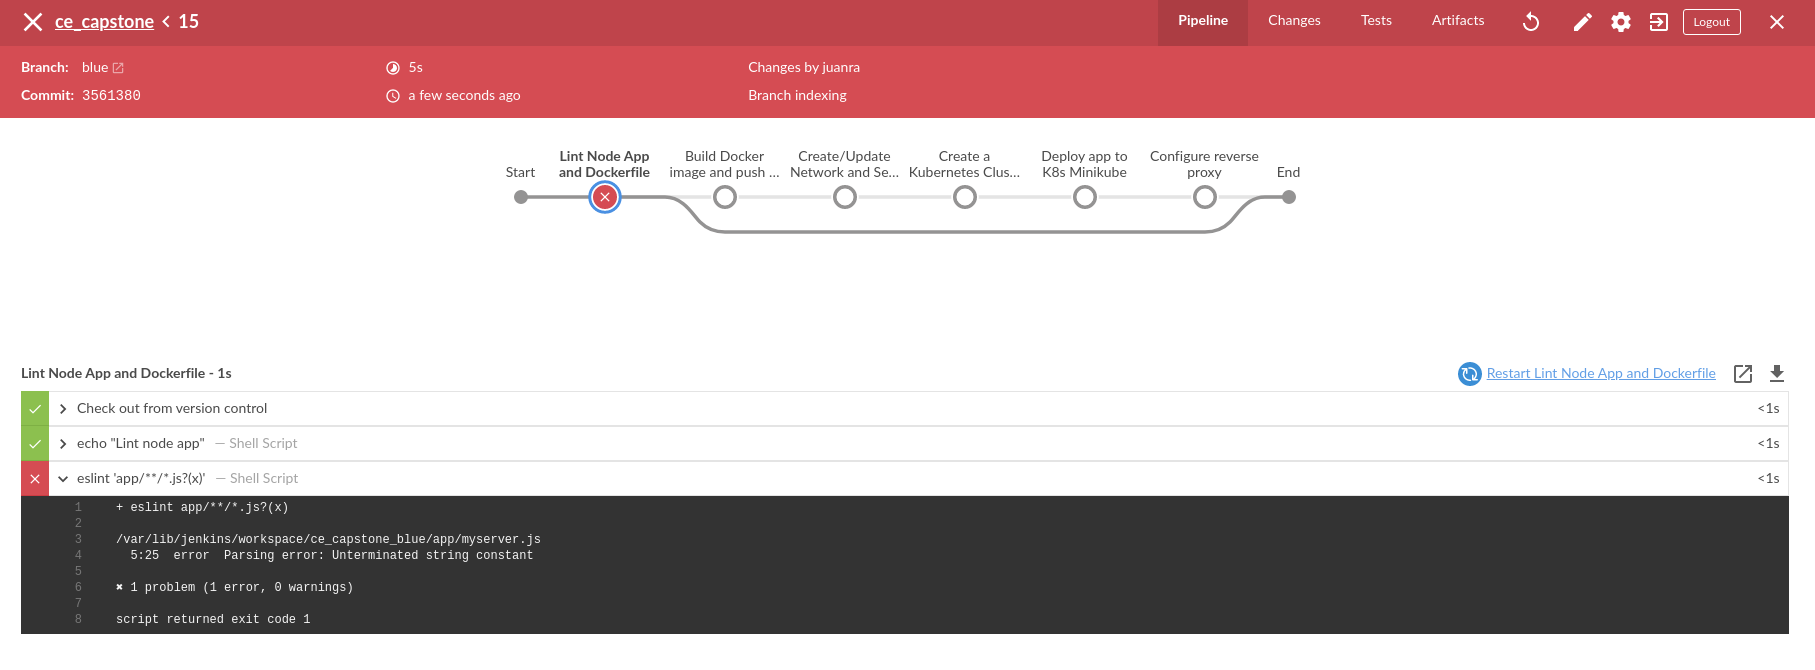 ce_capstone < 15
Pipeline
Changes
Tests
Artifacts
Logout
Branch: blue
5s
Changes by juanra
Commit: 3561380
a few seconds ago
Branch indexing
Start
Lint Node App
and Dockerfile
Build Docker
image and push ...
Create/Update
Network and Se...
Create a
Kubernetes Clus...
Deploy app to
K8s Minikube
Configure reverse
proxy
End
Lint Node App and Dockerfile - 1s
Restart Lint Node App and Dockerfile
Check out from version control
<1s
echo "Lint node app" — Shell Script
<1s
eslint 'app/**/*.js?(x)' — Shell Script
<1s
1 + eslint app/**/*.js?(x)
2
3 /var/lib/jenkins/workspace/ce_capstone_blue/app/myserver.js
4 5:25 error Parsing error: Unterminated string constant
5
6 ✖ 1 problem (1 error, 0 warnings)
7
8 script returned exit code 1